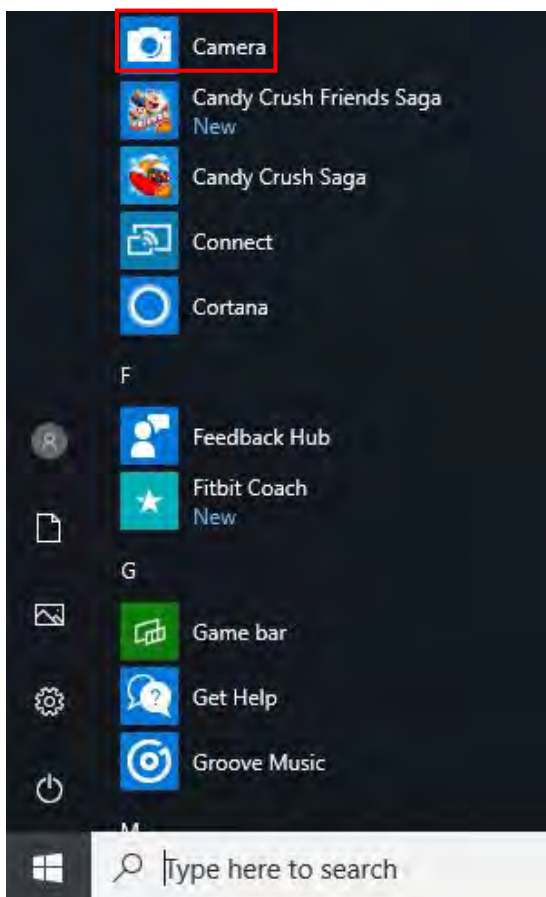 Camera
Candy Crush Friends Saga
New
Candy Crush Saga
Connect
Cortana
F
Feedback Hub
Fitbit Coach
New
G
Game bar
Get Help
Groove Music
M
Type here to search